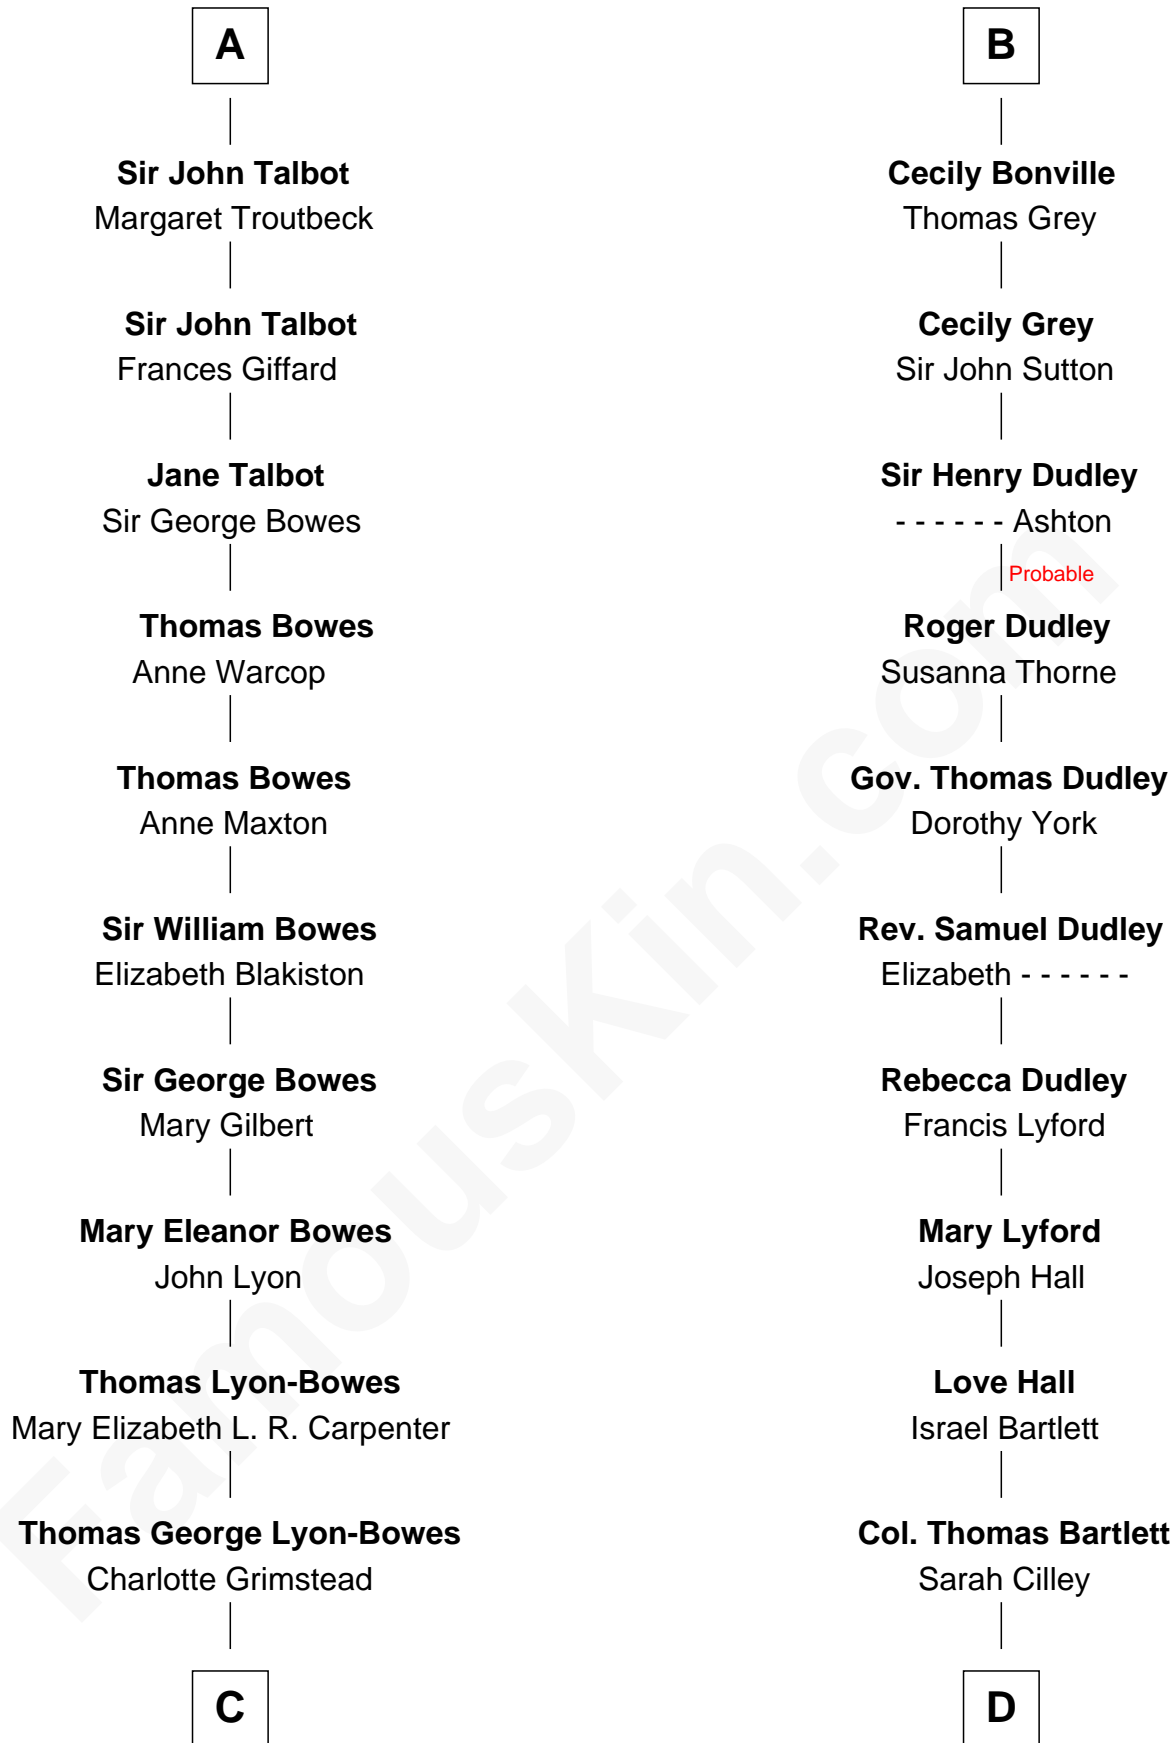 A
Sir John Talbot
Margaret Troutbeck
Sir John Talbot
Frances Giffard
Jane Talbot
Sir George Bowes
Thomas Bowes
Anne Warcop
Thomas Bowes
Anne Maxton
Sir William Bowes
Elizabeth Blakiston
Sir George Bowes
Mary Gilbert
Mary Eleanor Bowes
John Lyon
Thomas Lyon-Bowes
Mary Elizabeth L. R. Carpenter
Thomas George Lyon-Bowes
Charlotte Grimstead
C
B
Cecily Bonville
Thomas Grey
Cecily Grey
Sir John Sutton
Sir Henry Dudley
- - - - - - Ashton
Probable
Roger Dudley
Susanna Thorne
Gov. Thomas Dudley
Dorothy York
Rev. Samuel Dudley
Elizabeth - - - - - -
Rebecca Dudley
Francis Lyford
Mary Lyford
Joseph Hall
Love Hall
Israel Bartlett
Col. Thomas Bartlett
Sarah Cilley
D
FamousKin.com